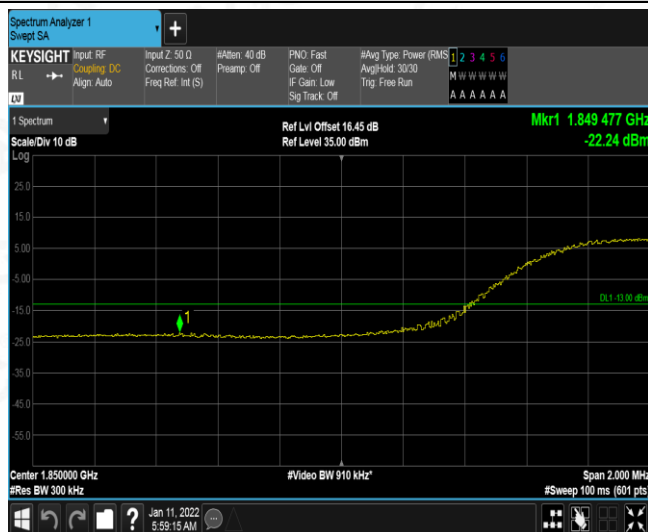 Spectrum Analyzer 1
Swept SA
+
KEYSIGHT
RL
LXI
Input: RF
Coupling: DC
Align: Auto
Input Z: 50 Ω
Corrections: Off
Freq Ref: Int (S)
#Atten: 40 dB
Preamp: Off
PNO: Fast
Gate: Off
IF Gain: Low
Sig Track: Off
#Avg Type: Power (RMS
Avg|Hold: 30/30
Trig: Free Run
1 2 3 4 5 6
M W W W W W
A A A A A A
1 Spectrum
Scale/Div 10 dB
Log
Ref Lvl Offset 16.45 dB
Ref Level 35.00 dBm
Mkr1 1.849 477 GHz
-22.24 dBm
25.0
15.0
5.00
-5.00
DL1 -13.00 dBm
-15.0
1
-25.0
-35.0
-45.0
-55.0
Center 1.850000 GHz
#Res BW 300 kHz
#Video BW 910 kHz*
Span 2.000 MHz
#Sweep 100 ms (601 pts)
?
Jan 11, 2022
5:59:15 AM